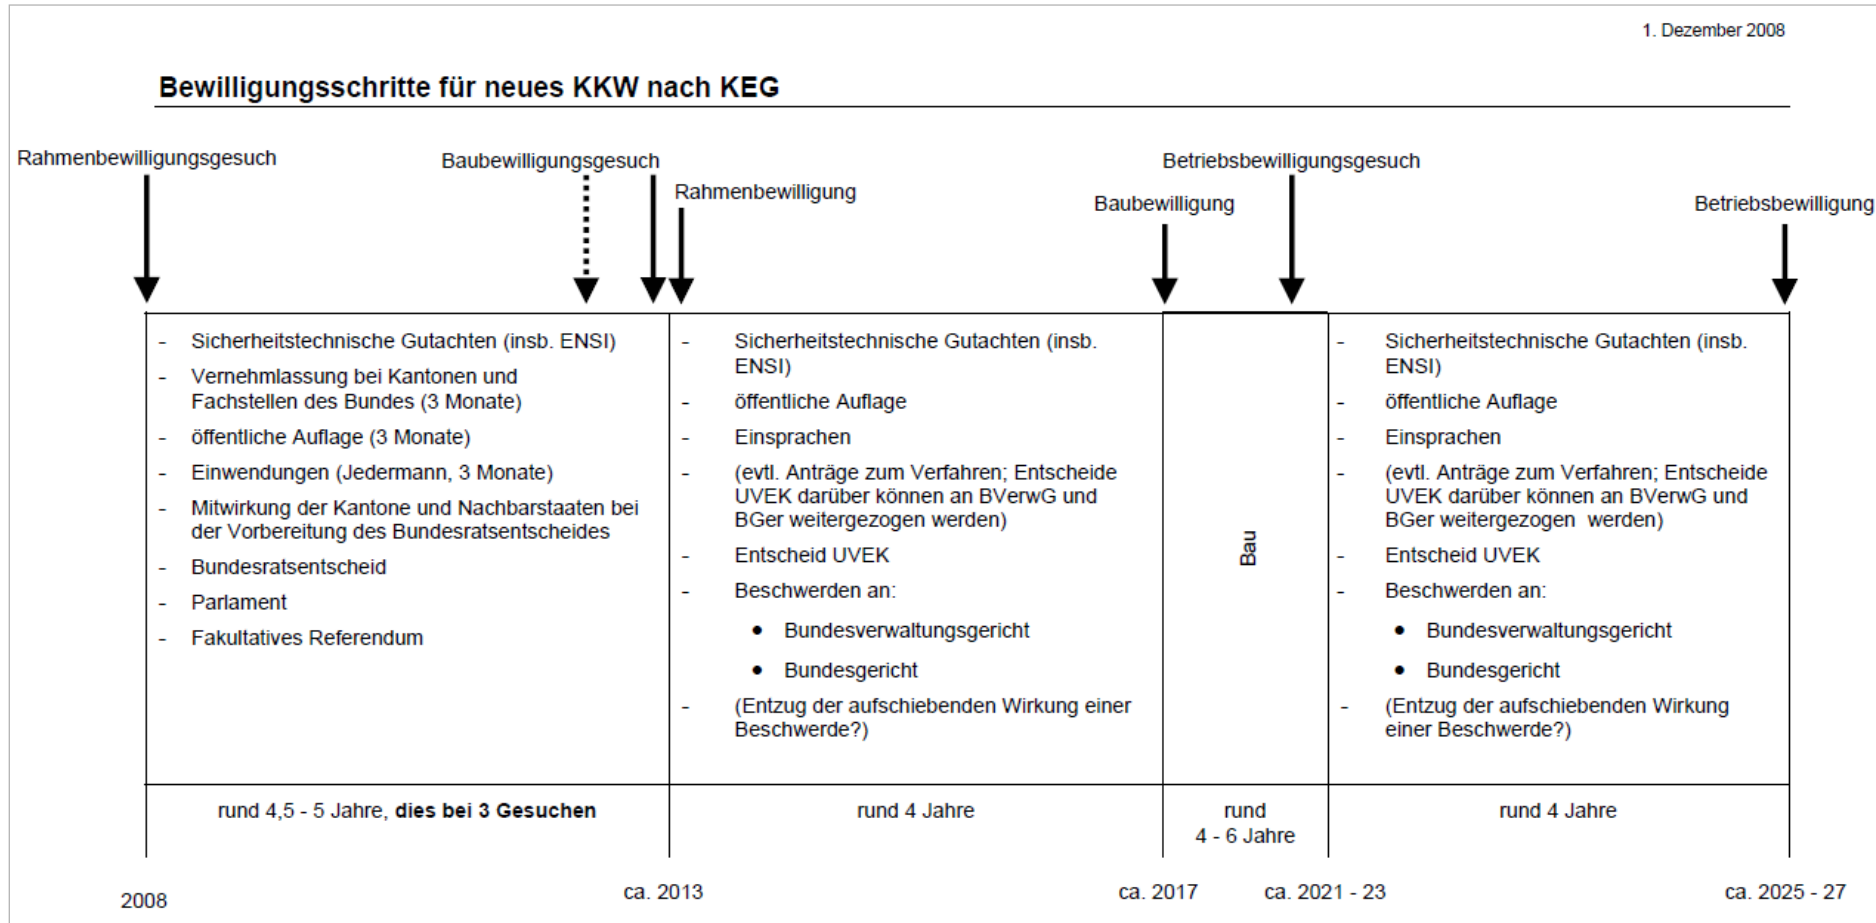 1. Dezember 2008
Bewilligungsschritte für neues KKW nach KEG
Rahmenbewilligungsgesuch
Baubewilligungsgesuch
Rahmenbewilligung
Baubewilligung
Betriebsbewilligungsgesuch
Betriebsbewilligung
- Sicherheitstechnische Gutachten (insb. ENSI)
- Vernehmlassung bei Kantonen und
Fachstellen des Bundes (3 Monate)
- öffentliche Auflage (3 Monate)
- Einwendungen (Jedermann, 3 Monate)
- Mitwirkung der Kantone und Nachbarstaaten bei
der Vorbereitung des Bundesratsentscheides
- Bundesratsentscheid
- Parlament
- Fakultatives Referendum
- Sicherheitstechnische Gutachten (insb.
ENSI)
- öffentliche Auflage
- Einsprachen
- (evtl. Anträge zum Verfahren; Entscheide
UVEK darüber können an BVerwG und
BGer weitergezogen werden)
- Entscheid UVEK
- Beschwerden an:
• Bundesverwaltungsgericht
• Bundesgericht
- (Entzug der aufschiebenden Wirkung einer
Beschwerde?)
Bau
- Sicherheitstechnische Gutachten (insb.
ENSI)
- öffentliche Auflage
- Einsprachen
- (evtl. Anträge zum Verfahren; Entscheide
UVEK darüber können an BVerwG und
BGer weitergezogen werden)
- Entscheid UVEK
- Beschwerden an:
• Bundesverwaltungsgericht
• Bundesgericht
- (Entzug der aufschiebenden Wirkung
einer Beschwerde?)
rund 4,5 - 5 Jahre, dies bei 3 Gesuchen
rund 4 Jahre
rund
4 - 6 Jahre
rund 4 Jahre
2008
ca. 2013
ca. 2017
ca. 2021 - 23
ca. 2025 - 27